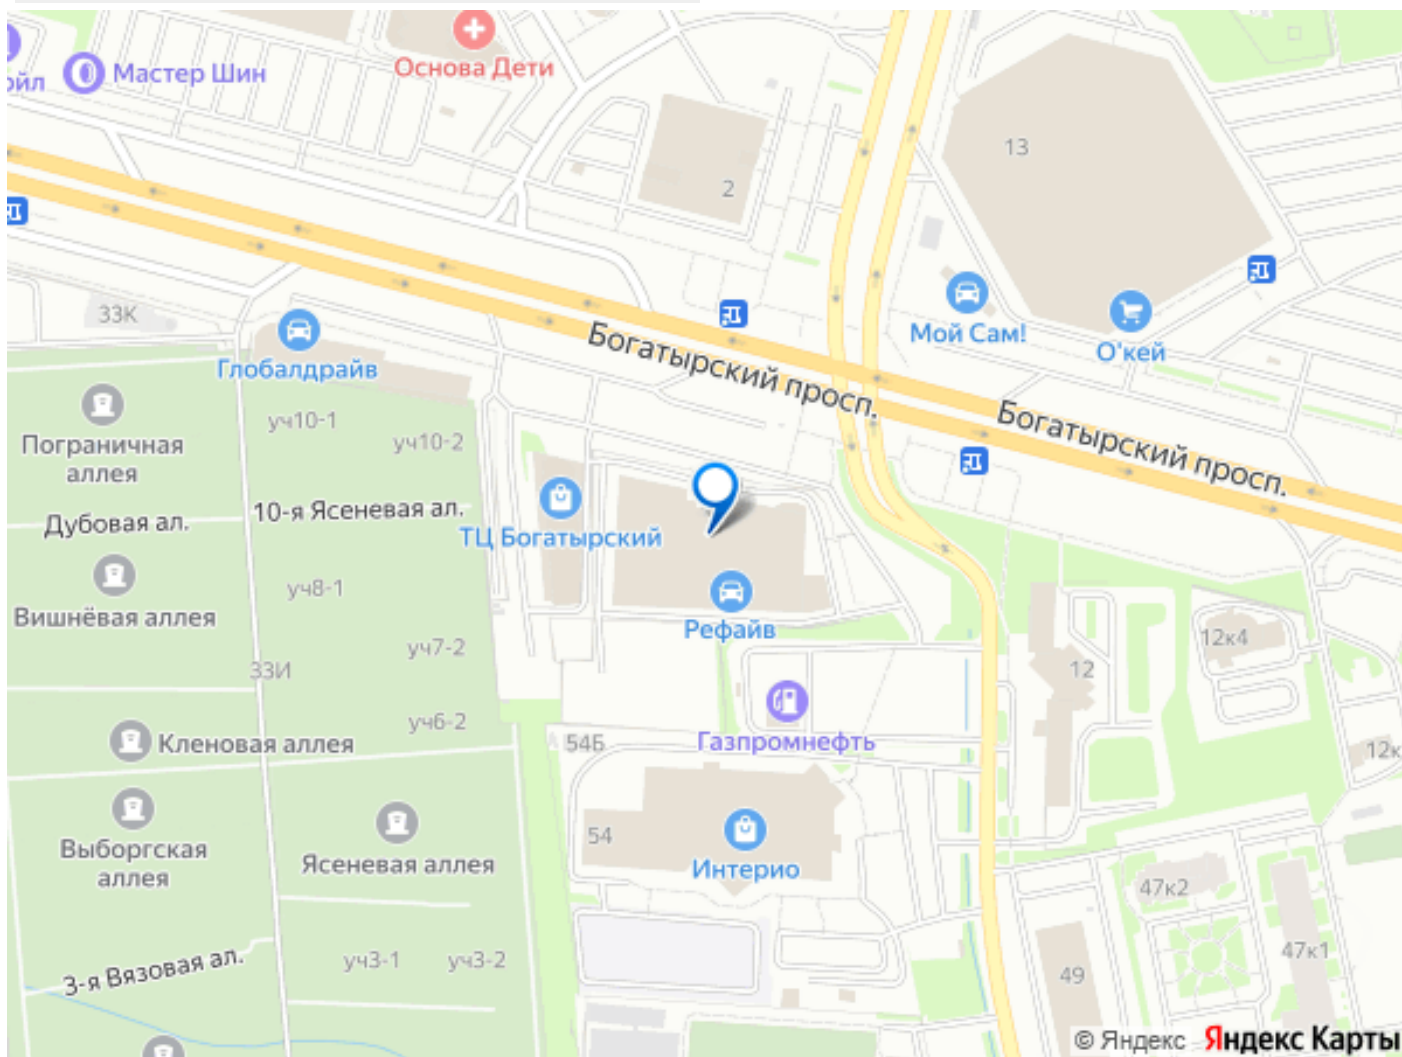 Основа Дети
ойл
Мастер Шин
13
2
33К
Глобалдрайв
Мой Сам!
О'кей
Богатырский просп.
Богатырский просп.
Пограничная
аллея
уч10-1
уч10-2
Дубовая ал.
10-я Ясеневая ал.
ТЦ Богатырский
Вишнёвая аллея
уч8-1
Рефайв
уч7-2
33И
12
12к4
уч6-2
Кленовая аллея
54Б
Газпромнефть
12к
Выборгская
аллея
Ясеневая аллея
54
Интерио
47к2
3-я Вязовая ал.
уч3-1
уч3-2
49
47к1
© Яндекс
Яндекс Карты